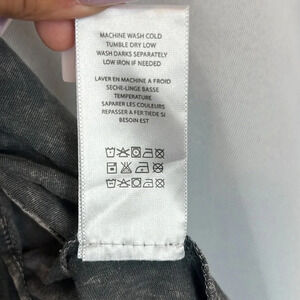 MACHINE WASH COLD
TUMBLE DRY LOW
WASH DARKS SEPARATELY
LOW IRON IF NEEDED
LAVER EN MACHINE A FROID
SECHE-LINGE BASSE
TEMPERATURE
SAPARER LES COULEURS
REPASSER A FER TIEDE SI
BESOIN EST